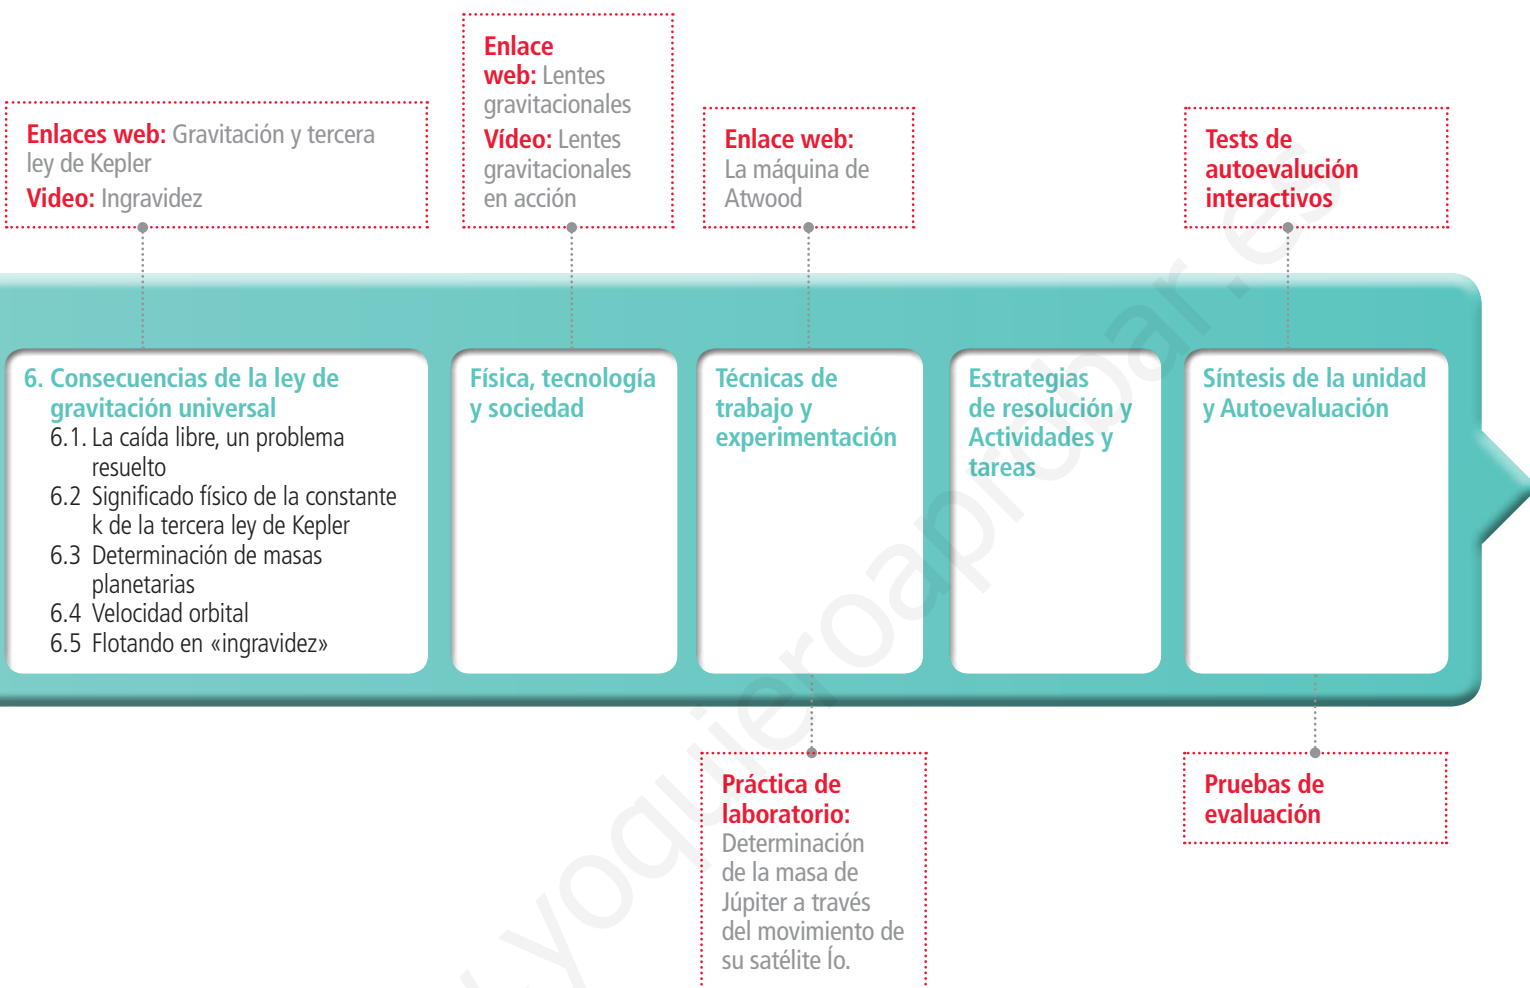 Enlaces web: Gravitación y tercera
ley de Kepler
Video: Ingravidez
Enlace
web: Lentes
gravitacionales
Vídeo: Lentes
gravitacionales
en acción
Enlace web:
La máquina de
Atwood
Tests de
autoevalución
interactivos
6. Consecuencias de la ley de
gravitación universal
6.1. La caída libre, un problema
resuelto
6.2 Significado físico de la constante
k de la tercera ley de Kepler
6.3 Determinación de masas
planetarias
6.4 Velocidad orbital
6.5 Flotando en «ingravidez»
Física, tecnología
y sociedad
Técnicas de
trabajo y
experimentación
Estrategias
de resolución y
Actividades y
tareas
Síntesis de la unidad
y Autoevaluación
Práctica de
laboratorio:
Determinación
de la masa de
Júpiter a través
del movimiento de
su satélite Ío.
Pruebas de
evaluación
yoquieroaprobar.es